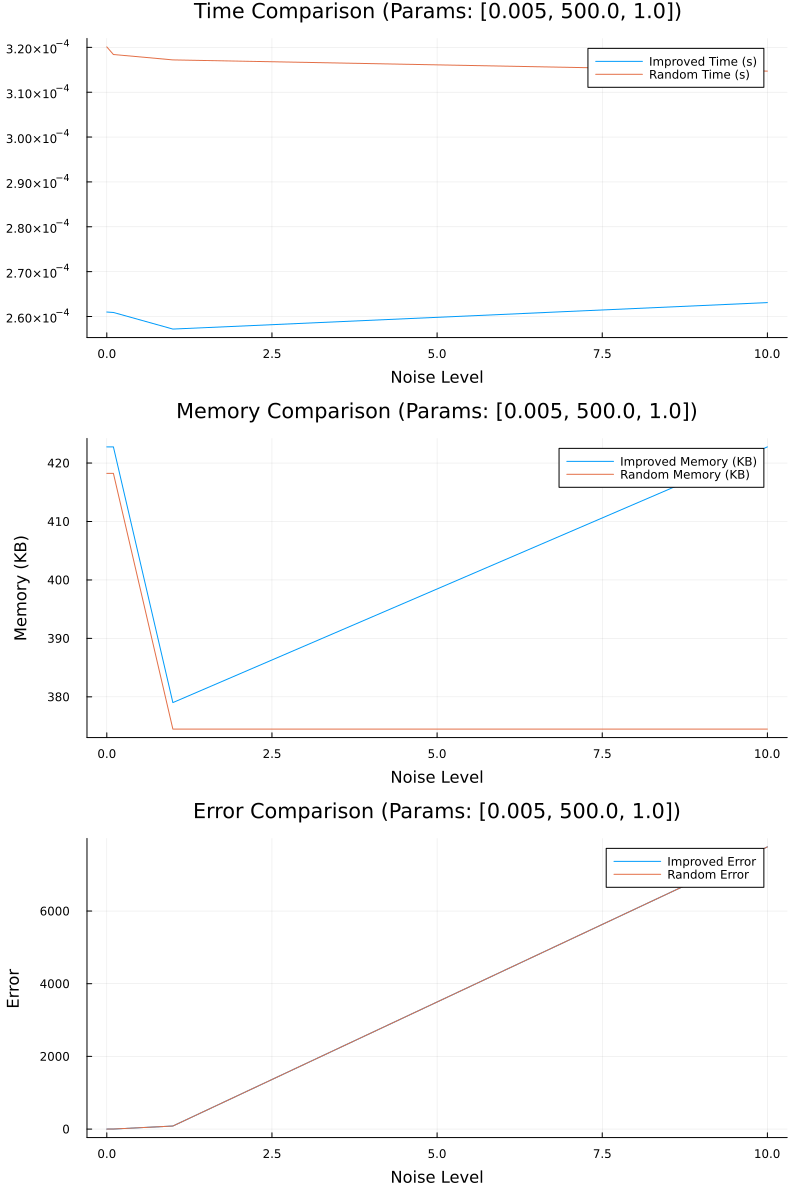 Time Comparison (Params: [0.005, 500.0, 1.0])
3.20×10⁻⁴
3.10×10⁻⁴
3.00×10⁻⁴
2.90×10⁻⁴
2.80×10⁻⁴
2.70×10⁻⁴
2.60×10⁻⁴
Improved Time (s)
Random Time (s)
0.0 2.5 5.0 7.5 10.0
Noise Level
Memory Comparison (Params: [0.005, 500.0, 1.0])
Memory (KB)
420
410
400
390
380
Improved Memory (KB)
Random Memory (KB)
0.0 2.5 5.0 7.5 10.0
Noise Level
Error Comparison (Params: [0.005, 500.0, 1.0])
Error
6000
4000
2000
0
Improved Error
Random Error
0.0 2.5 5.0 7.5 10.0
Noise Level